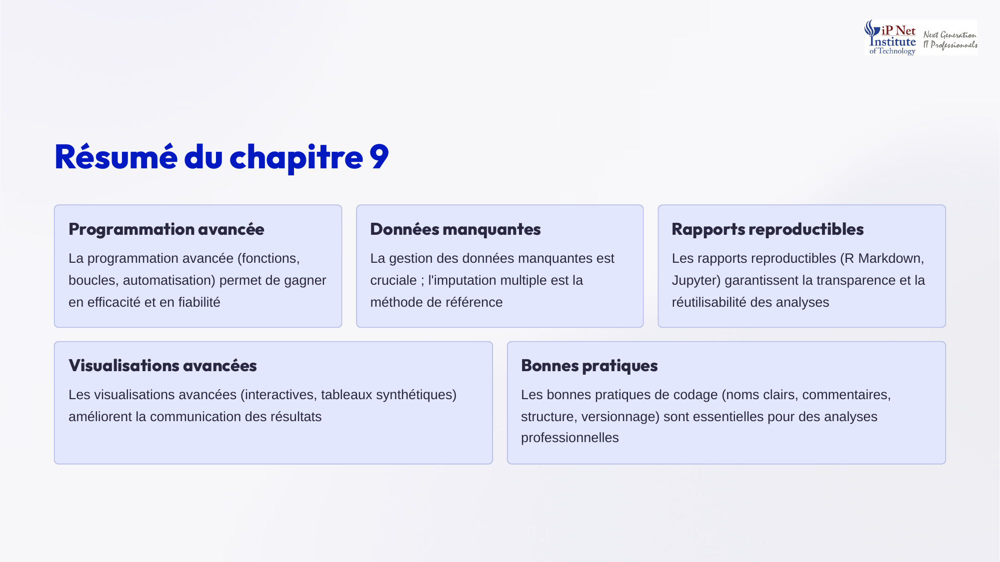 iP Net
Institute
of Technology
Next Generation
IT Professionnels
Résumé du chapitre 9
Programmation avancée
La programmation avancée (fonctions,
boucles, automatisation) permet de gagner
en efficacité et en fiabilité
Données manquantes
La gestion des données manquantes est
cruciale ; l'imputation multiple est la
méthode de référence
Rapports reproductibles
Les rapports reproductibles (R Markdown,
Jupyter) garantissent la transparence et la
réutilisabilité des analyses
Visualisations avancées
Les visualisations avancées (interactives, tableaux synthétiques)
améliorent la communication des résultats
Bonnes pratiques
Les bonnes pratiques de codage (noms clairs, commentaires,
structure, versionnage) sont essentielles pour des analyses
professionnelles